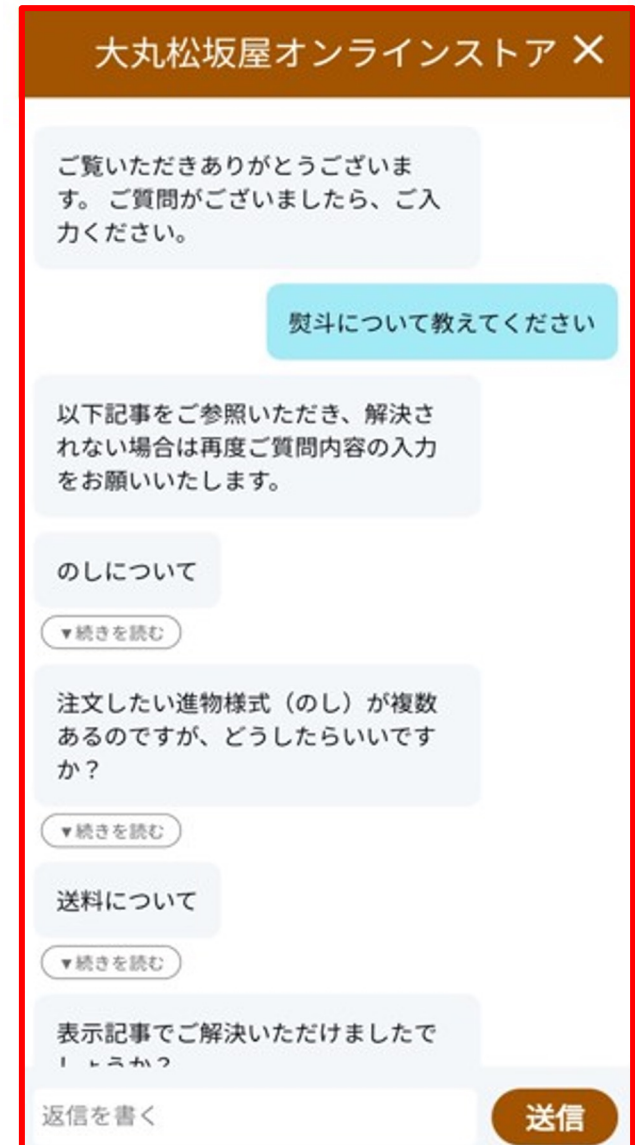 大丸松坂屋オンラインストア ×
ご覧いただきありがとうございま
す。 ご質問がございましたら、ご入
力ください。
熨斗について教えてください
以下記事をご参照いただき、解決さ
れない場合は再度ご質問内容の入力
をお願いいたします。
のしについて
▼続きを読む
注文したい進物様式（のし）が複数
あるのですが、どうしたらいいです
か？
▼続きを読む
送料について
▼続きを読む
表示記事でご解決いただけましたで
しょうか？
返信を書く
送信